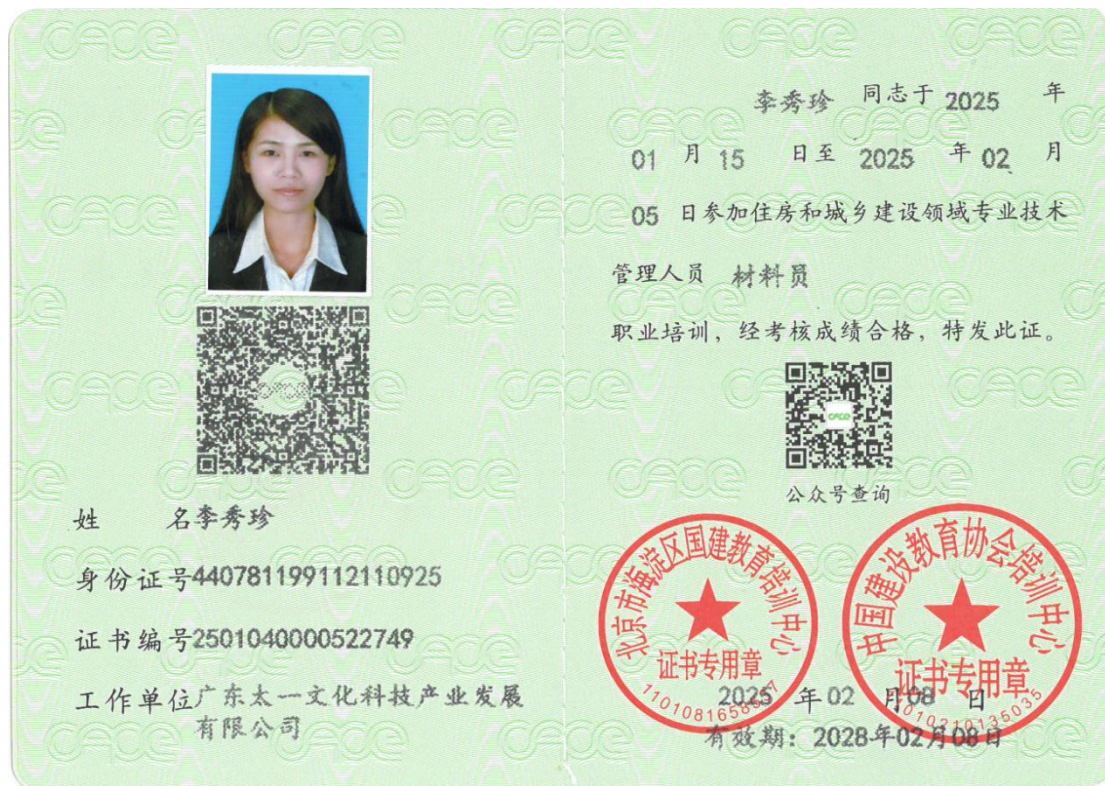 姓 名李秀珍
身份证号440781199112110925
证书编号2501040000522749
工作单位广东太一文化科技产业发展
有限公司
李秀珍 同志于 2025 年
01 月 15 日至 2025 年 02 月
05 日参加住房和城乡建设领域专业技术
管理人员 材料员
职业培训，经考核成绩合格，特发此证。
CACE
公众号查询
北京市海淀区国建教育培训中心
证书专用章
中国建设教育协会培训中心
证书专用章
2025 年 02 月 08 日
有效期：2028年02月08日